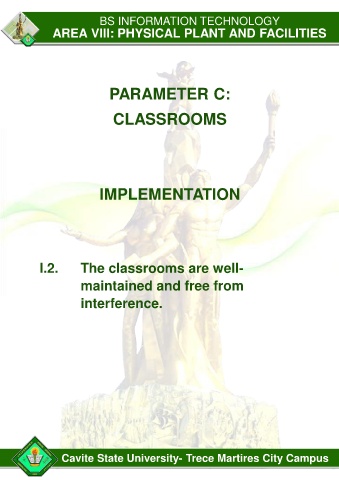 BS INFORMATION TECHNOLOGY
AREA VIII: PHYSICAL PLANT AND FACILITIES
PARAMETER C:
CLASSROOMS
IMPLEMENTATION
I.2. The classrooms are well-
maintained and free from
interference.
Cavite State University- Trece Martires City Campus